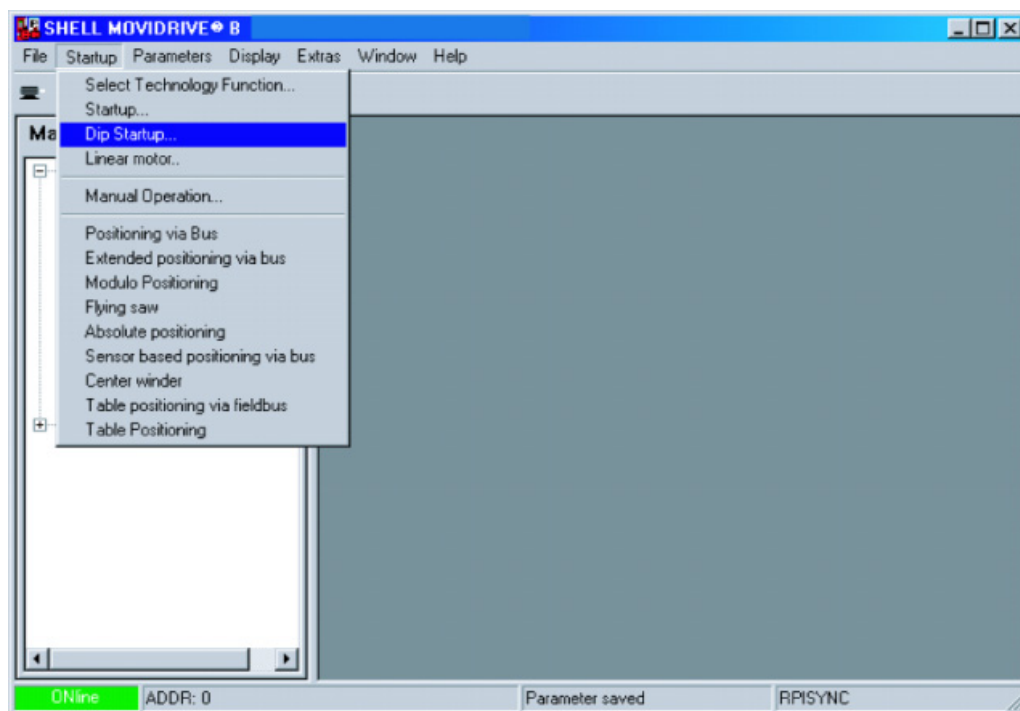 SHELL MOVIDRIVE® B
File Startup Parameters Display Extras Window Help
Select Technology Function...
Startup...
Ma
Dip Startup...
Linear motor..
Manual Operation...
Positioning via Bus
Extended positioning via bus
Modulo Positioning
Flying saw
Absolute positioning
Sensor based positioning via bus
Center winder
Table positioning via fieldbus
Table Positioning
ONline ADDR: 0 Parameter saved RPISYNC